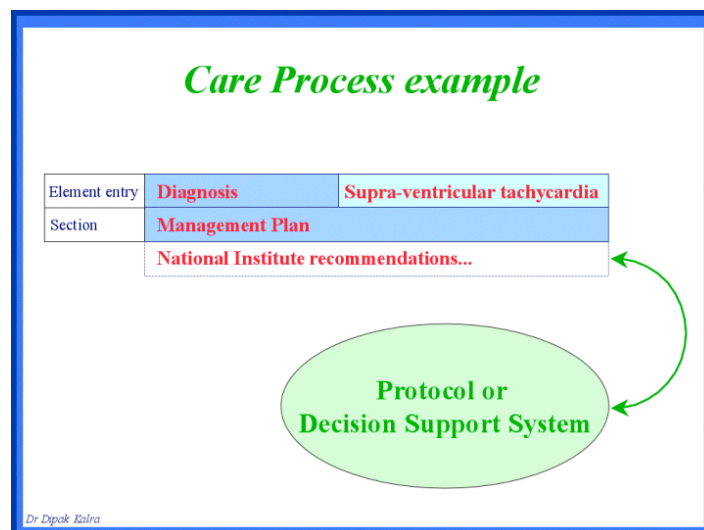 Care Process example
Element entry Diagnosis Supra-ventricular tachycardia
Section Management Plan
National Institute recommendations...
Protocol or
Decision Support System
Dr Dipak Kalra